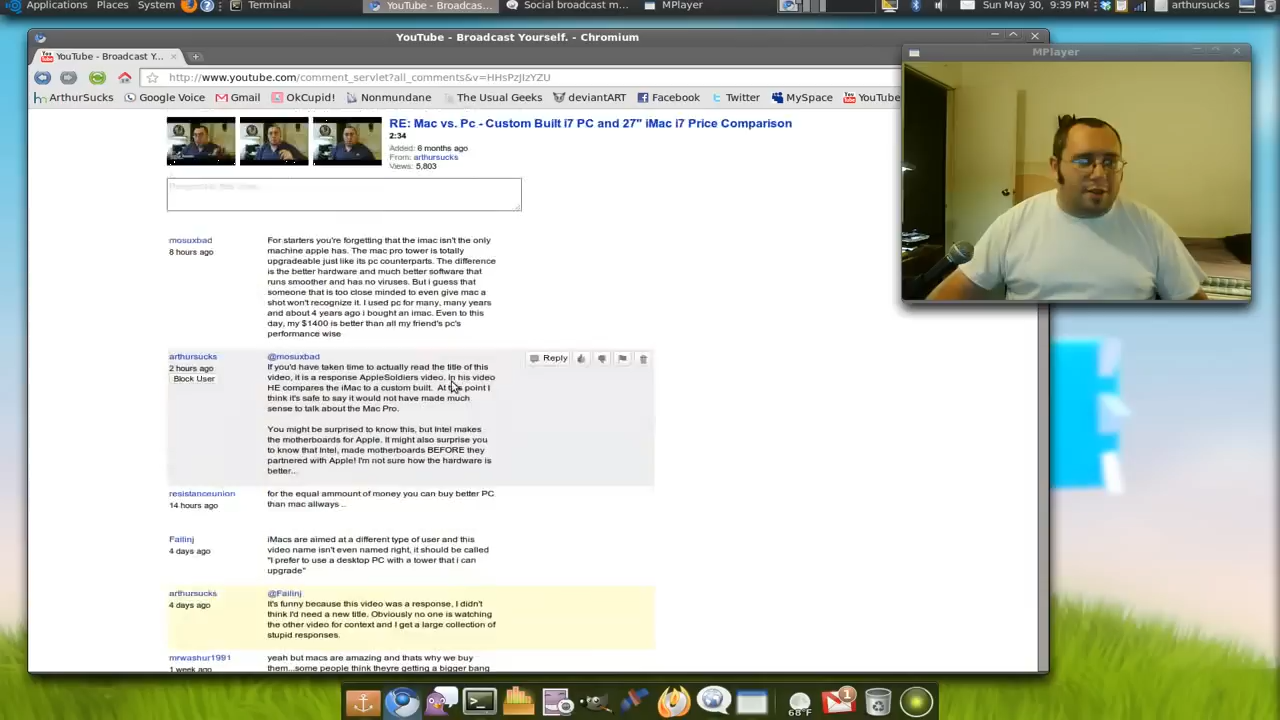 Applications Places System Terminal YouTube - Broadcas... Social broadcast m... MPlayer Sun May 30, 9:39 PM arthursucks
YouTube - Broadcast Yourself. - Chromium
MPlayer
YouTube - Broadcast Y...
http://www.youtube.com/comment_servlet?all_comments&v=HHsPzJIzYZU
ArthurSucks Google Voice Gmail OkCupid! Nonmundane The Usual Geeks deviantART Facebook Twitter MySpace YouTube
RE: Mac vs. Pc - Custom Built i7 PC and 27" iMac i7 Price Comparison
2:34
Added: 6 months ago
From: arthursucks
Views: 5,803
mosuxbad
8 hours ago
For starters you're forgetting that the imac isn't the only
machine apple has. The mac pro tower is totally
upgradeable just like its pc counterparts. The difference
is the better hardware and much better software that
runs smoother and has no viruses. But i guess that
someone that is too close minded to even give mac a
shot won't recognize it. I used pc for many, many years
and about 4 years ago i bought an imac. Even to this
day, my $1400 is better than all my friend's pc's
performance wise
arthursucks
2 hours ago
Block User
@mosuxbad
If you'd have taken time to actually read the title of this
video, it is a response AppleSoldiers video. In his video
HE compares the iMac to a custom built. At this point I
think it's safe to say it would not have made much
sense to talk about the Mac Pro.
You might be surprised to know this, but Intel makes
the motherboards for Apple. It might also surprise you
to know that Intel, made motherboards BEFORE they
partnered with Apple! I'm not sure how the hardware is
better...
Reply
resistanceunion
14 hours ago
for the equal ammount of money you can buy better PC
than mac allways ..
Failinj
4 days ago
iMacs are aimed at a different type of user and this
video name isn't even named right, it should be called
"I prefer to use a desktop PC with a tower that i can
upgrade"
arthursucks
4 days ago
@Failinj
It's funny because this video was a response, I didn't
think I'd need a new title. Obviously no one is watching
the other video for context and I get a large collection of
stupid responses.
mrwashur1991
1 week ago
yeah but macs are amazing and thats why we buy
them...some people think theyre getting a bigger bang
68°F
1